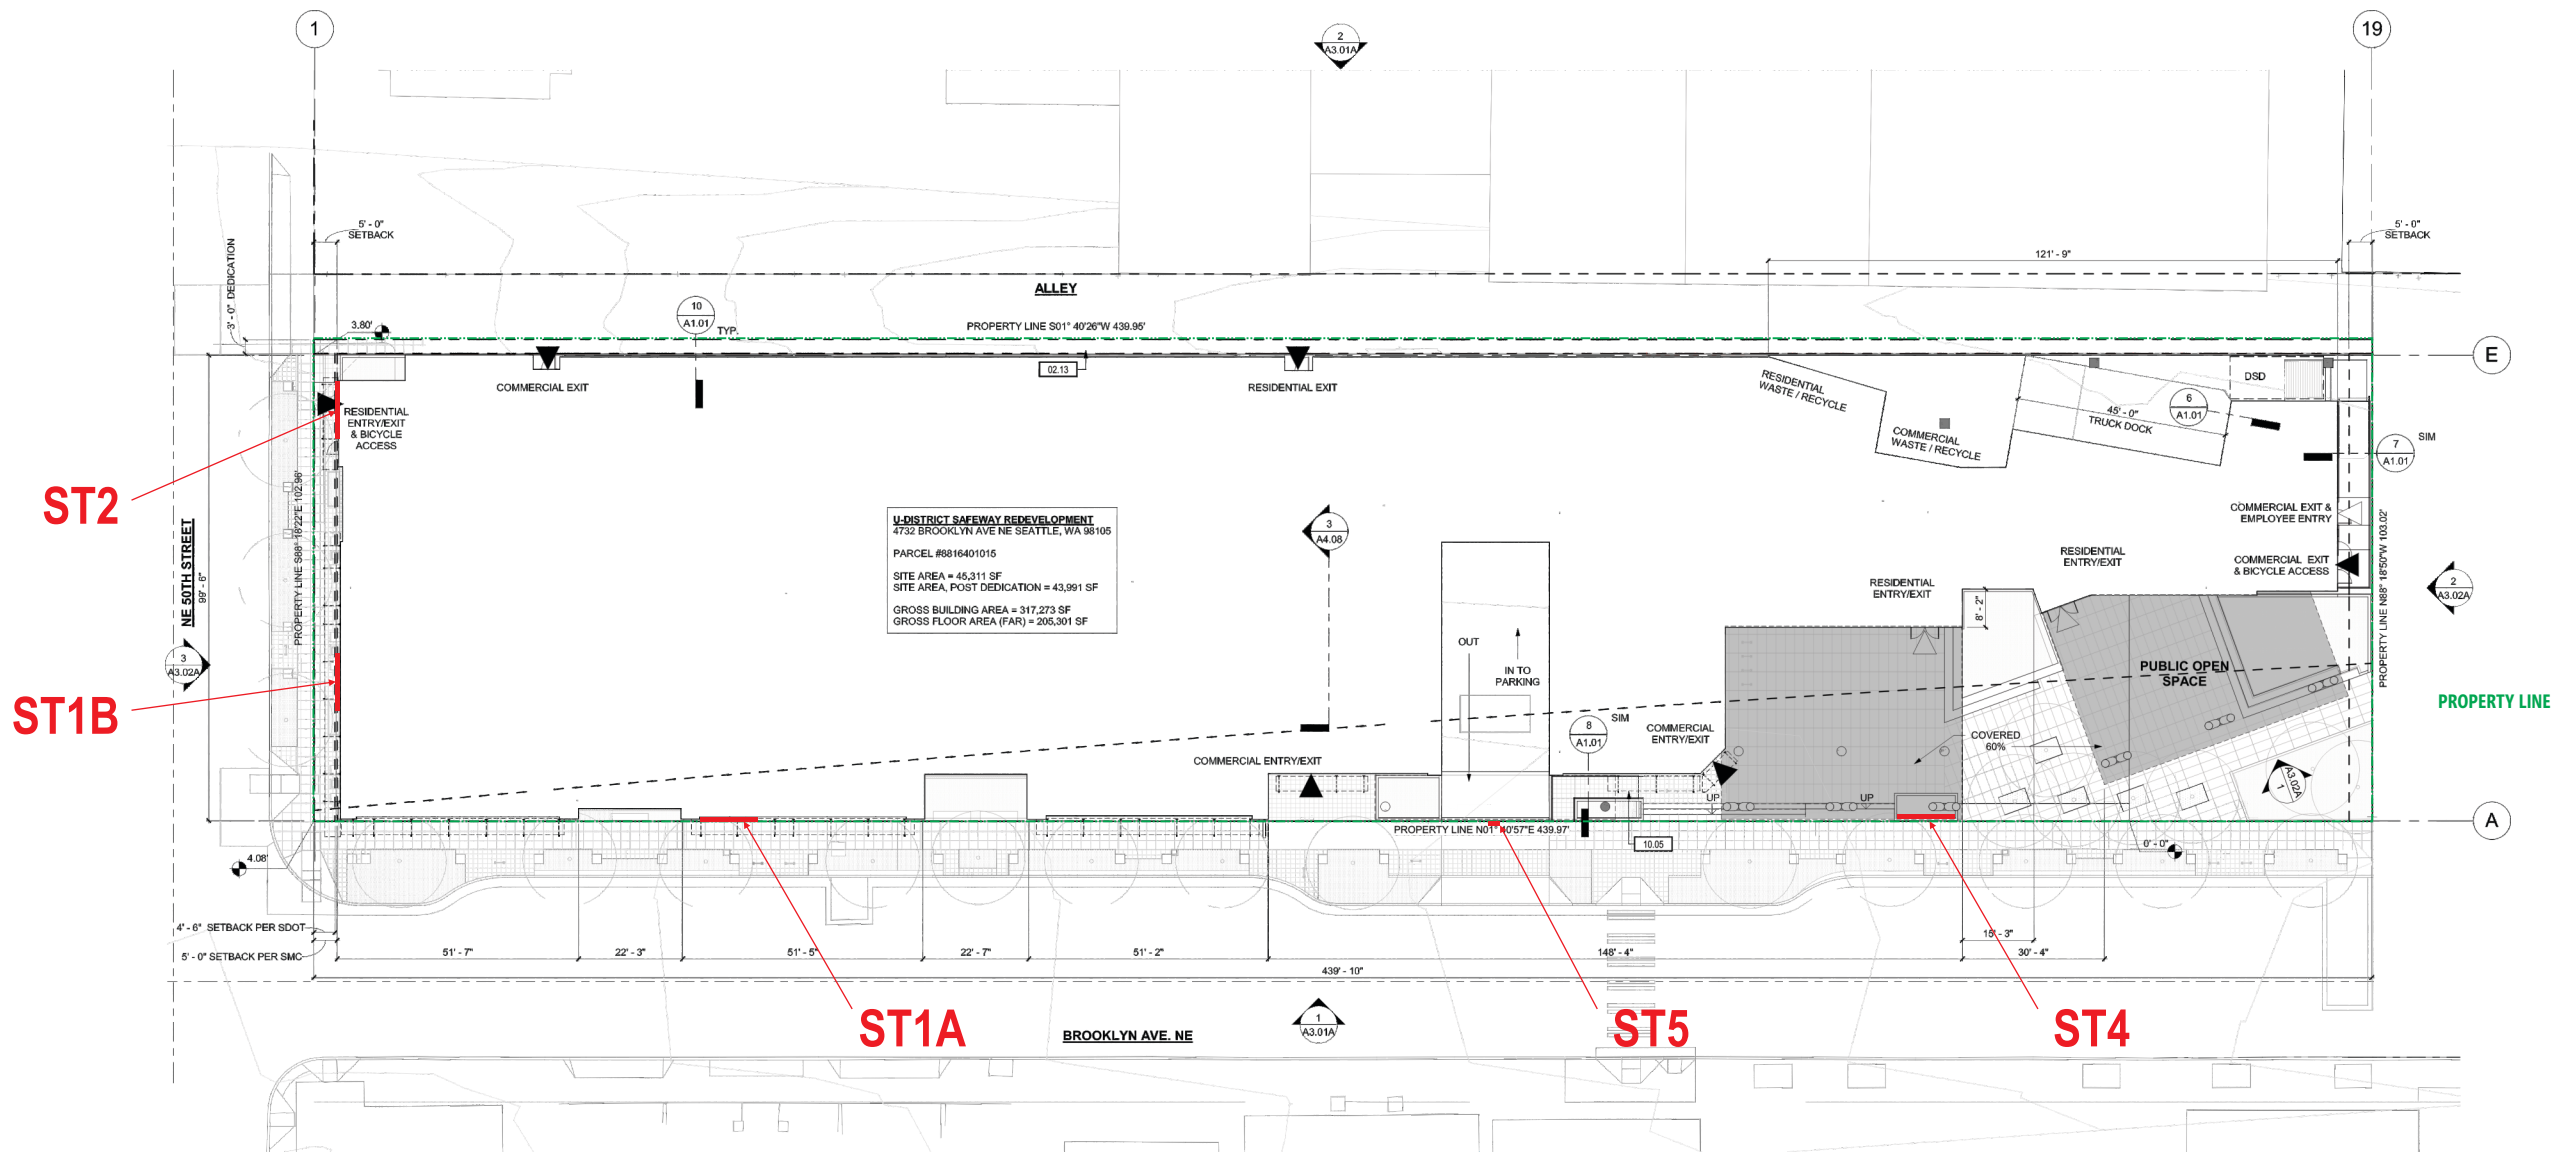 1
2
A3.01A
19
5' - 0"
SETBACK
5' - 0"
SETBACK
3' - 0" DEDICATION
121' - 9"
ALLEY
10
A1.01
TYP.
3.80'
PROPERTY LINE S01° 40'26"W 439.95'
E
02.13
COMMERCIAL EXIT
RESIDENTIAL EXIT
RESIDENTIAL
WASTE / RECYCLE
DSD
6
A1.01
45' - 0"
TRUCK DOCK
RESIDENTIAL
ENTRY/EXIT
& BICYCLE
ACCESS
COMMERCIAL
WASTE / RECYCLE
7
A1.01
SIM
ST2
PROPERTY LINE S88° 18'22"E 102.96'
NE 50TH STREET
99' - 6"
U-DISTRICT SAFEWAY REDEVELOPMENT
4732 BROOKLYN AVE NE SEATTLE, WA 98105
PARCEL #8816401015
SITE AREA = 45,311 SF
SITE AREA, POST DEDICATION = 43,991 SF
GROSS BUILDING AREA = 317,273 SF
GROSS FLOOR AREA (FAR) = 205,301 SF
3
A4.08
COMMERCIAL EXIT &
EMPLOYEE ENTRY
COMMERCIAL EXIT
& BICYCLE ACCESS
RESIDENTIAL
ENTRY/EXIT
RESIDENTIAL
ENTRY/EXIT
8' - 2"
2
A3.02A
PROPERTY LINE N88° 18'50"W 103.02'
OUT
IN TO
PARKING
3
A3.02A
PUBLIC OPEN
SPACE
ST1B
PROPERTY LINE
8
A1.01
SIM
COMMERCIAL
ENTRY/EXIT
COVERED
60%
COMMERCIAL ENTRY/EXIT
UP
UP
A3.02A
1
A
PROPERTY LINE N01° 40'57"E 439.97'
10.05
0' - 0"
4.08'
4' - 6" SETBACK PER SDOT
5' - 0" SETBACK PER SMC
51' - 7"
22' - 3"
51' - 5"
22' - 7"
51' - 2"
148' - 4"
15' - 3"
30' - 4"
439' - 10"
ST1A
ST5
ST4
BROOKLYN AVE. NE
1
A3.01A